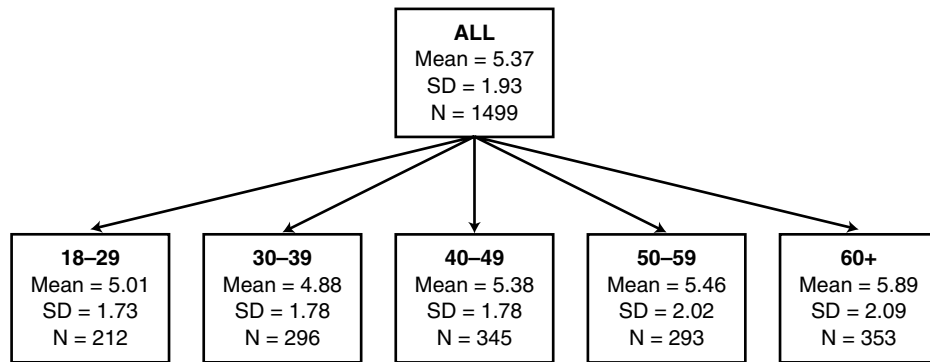 ALL
Mean = 5.37
SD = 1.93
N = 1499
18–29
Mean = 5.01
SD = 1.73
N = 212
30–39
Mean = 4.88
SD = 1.78
N = 296
40–49
Mean = 5.38
SD = 1.78
N = 345
50–59
Mean = 5.46
SD = 2.02
N = 293
60+
Mean = 5.89
SD = 2.09
N = 353